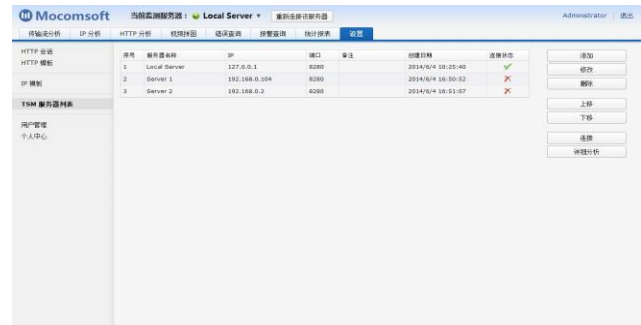 Mocomsoft 当前监测服务器： Local Server ▼ 重新连接该服务器 Administrator | 退出
传输流分析 IP 分析 HTTP 分析 视频抽图 错误查询 报警查询 统计报表 设置
HTTP 会话
HTTP 模板
IP 模板
TSM 服务器列表
用户管理
个人中心
序号 服务器名称 IP 端口 备注 创建日期 连接状态
1 Local Server 127.0.0.1 8280 2014/6/4 10:25:40
2 Server 1 192.168.0.104 8280 2014/6/4 16:50:52
3 Server 2 192.168.0.2 8280 2014/6/4 16:51:07
添加
修改
删除
上移
下移
连接
详细分析